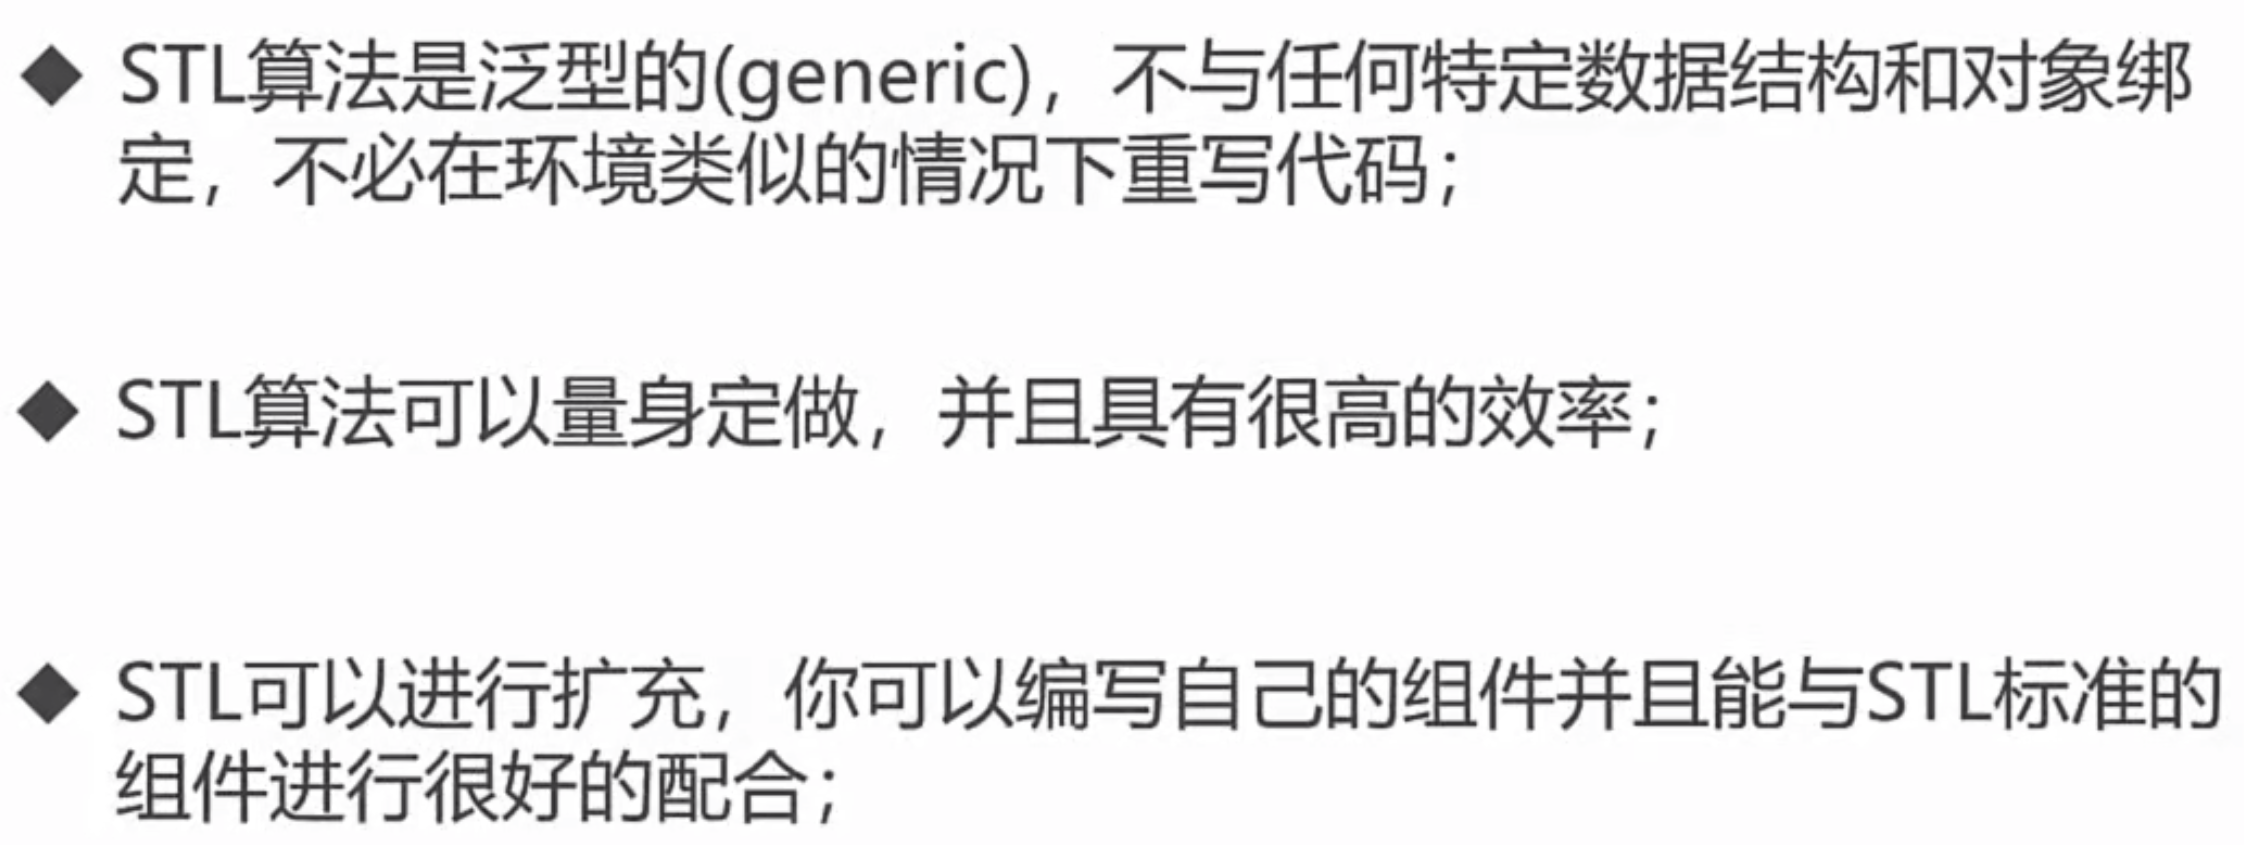 ◆ STL算法是泛型的(generic)，不与任何特定数据结构和对象绑
定，不必在环境类似的情况下重写代码；
◆ STL算法可以量身定做，并且具有很高的效率；
◆ STL可以进行扩充，你可以编写自己的组件并且能与STL标准的
组件进行很好的配合；